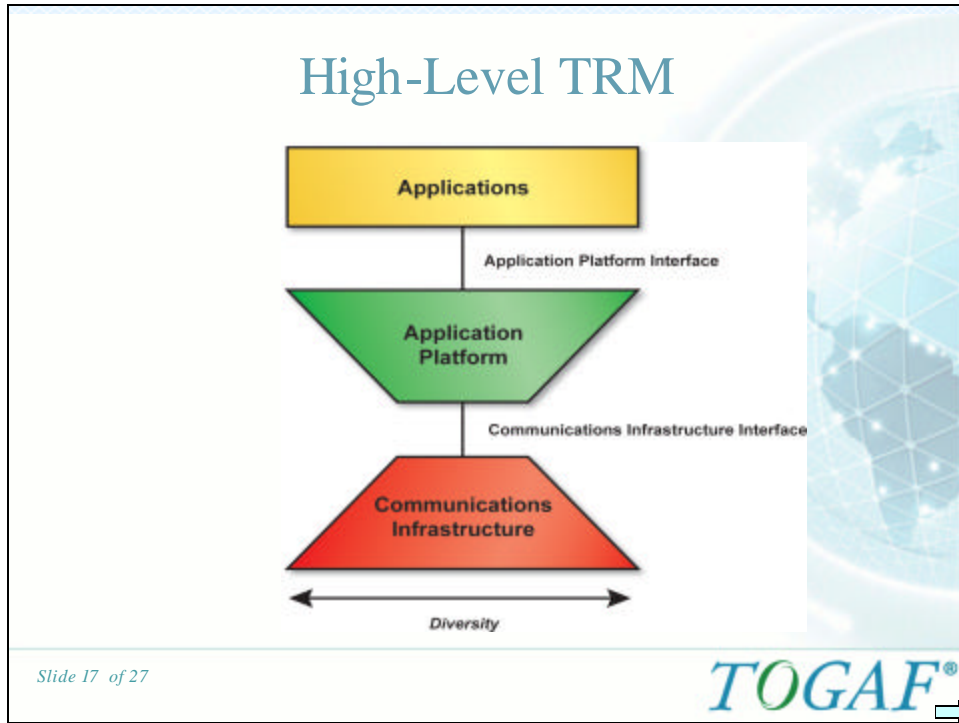 High-Level TRM
Applications
Application Platform Interface
Application
Platform
Communications Infrastructure Interface
Communications
Infrastructure
Diversity
Slide 17 of 27
TOGAF®